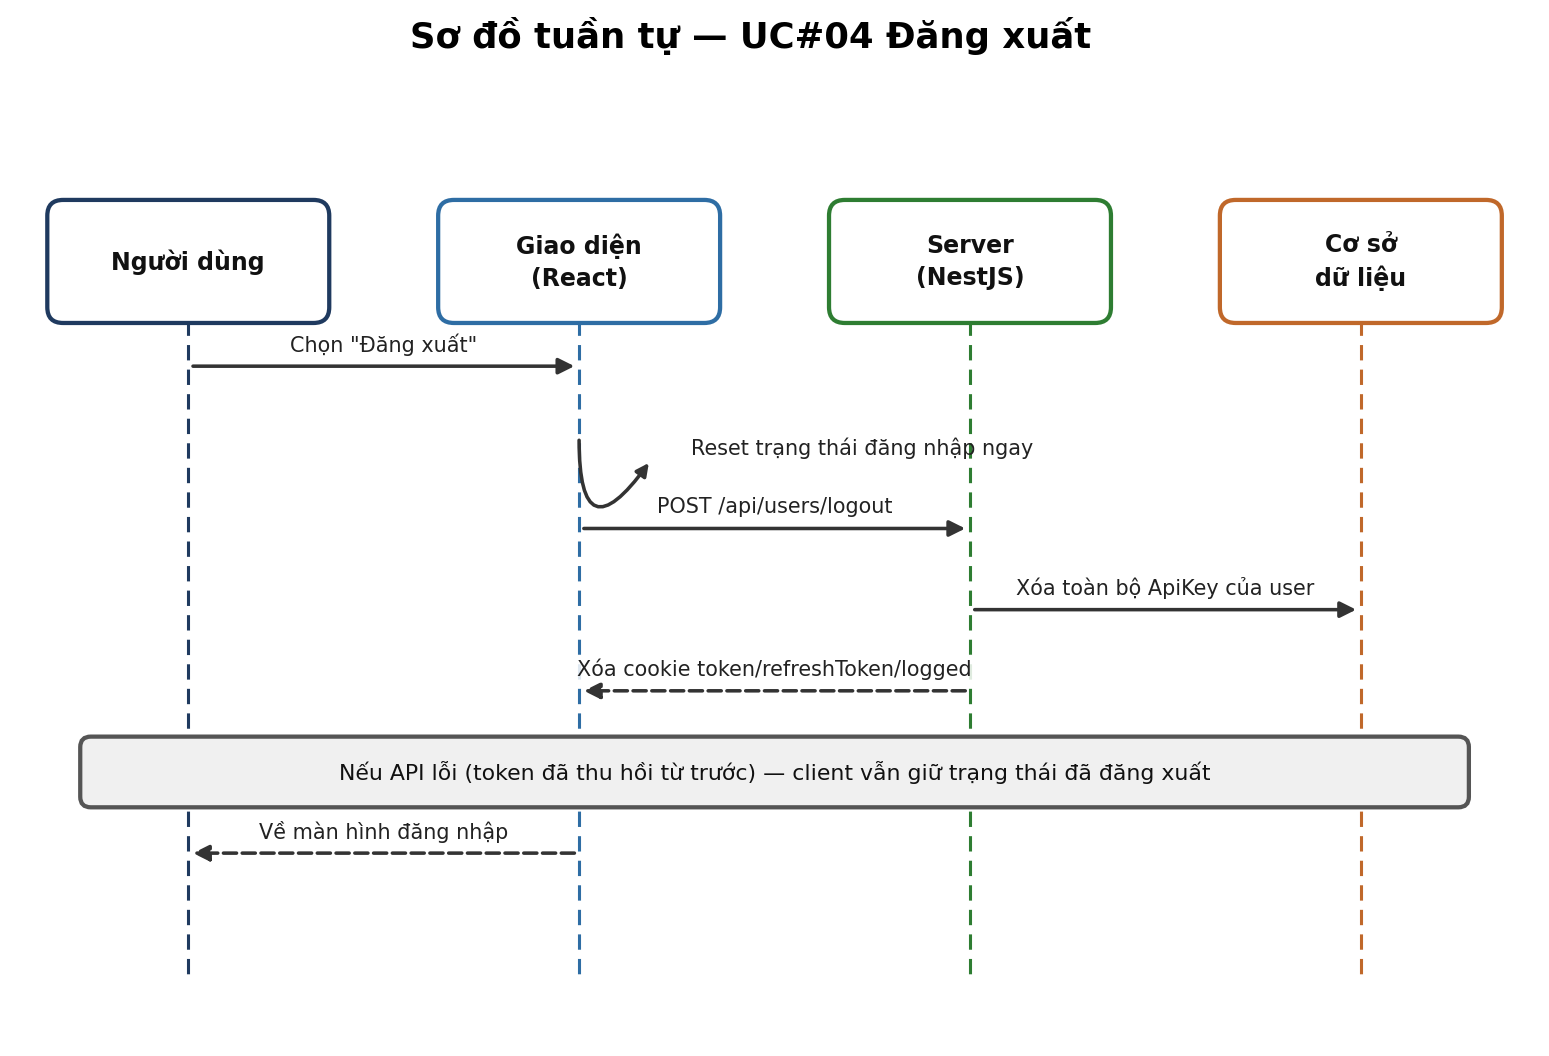 Sơ đồ tuần tự — UC#04 Đăng xuất
Người dùng
Giao diện
(React)
Server
(NestJS)
Cơ sở
dữ liệu
Chọn "Đăng xuất"
Reset trạng thái đăng nhập ngay
POST /api/users/logout
Xóa toàn bộ ApiKey của user
Xóa cookie token/refreshToken/logged
Nếu API lỗi (token đã thu hồi từ trước) — client vẫn giữ trạng thái đã đăng xuất
Về màn hình đăng nhập